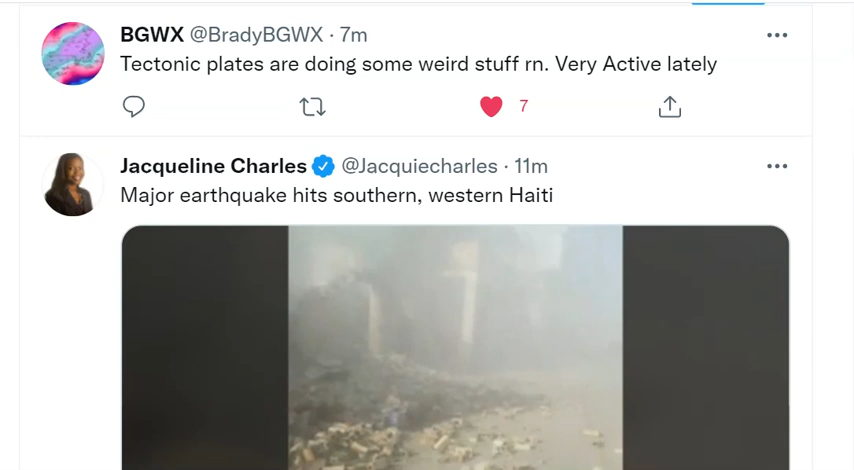 BGWX @BradyBGWX · 7m
Tectonic plates are doing some weird stuff rn. Very Active lately
7
Jacqueline Charles @Jacquiecharles · 11m
Major earthquake hits southern, western Haiti